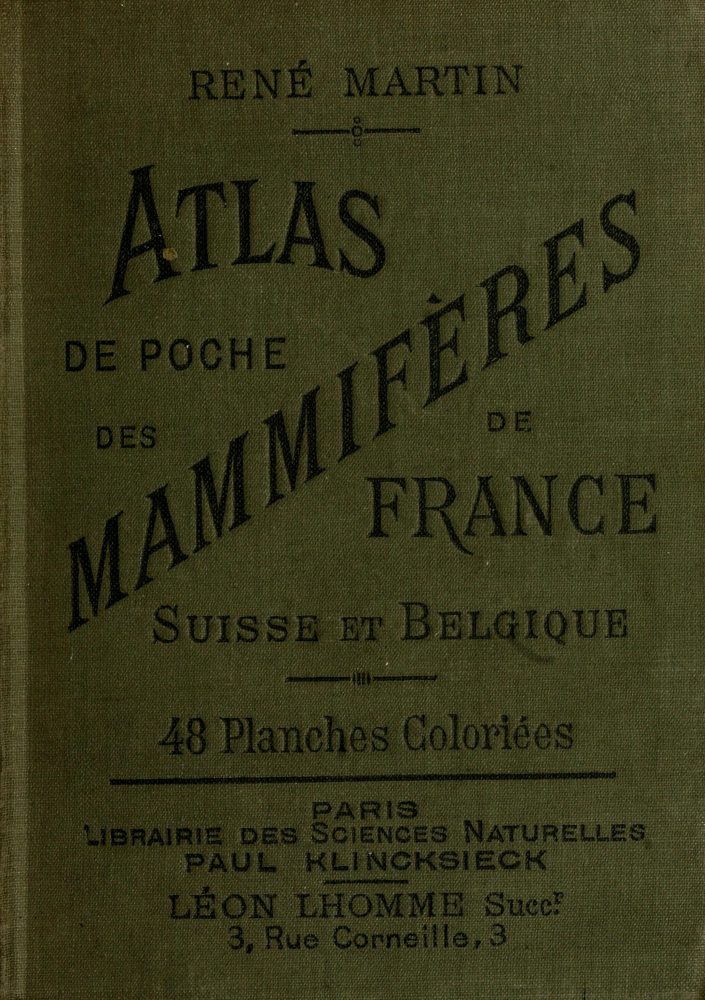 RENÉ MARTIN
ATLAS
DE POCHE
DES
MAMMIFÈRES
DE
FRANCE
SUISSE ET BELGIQUE
48 Planches Coloriées
PARIS
LIBRAIRIE DES SCIENCES NATURELLES
PAUL KLINCKSIECK
LÉON LHOMME Succ.r
3, Rue Corneille, 3